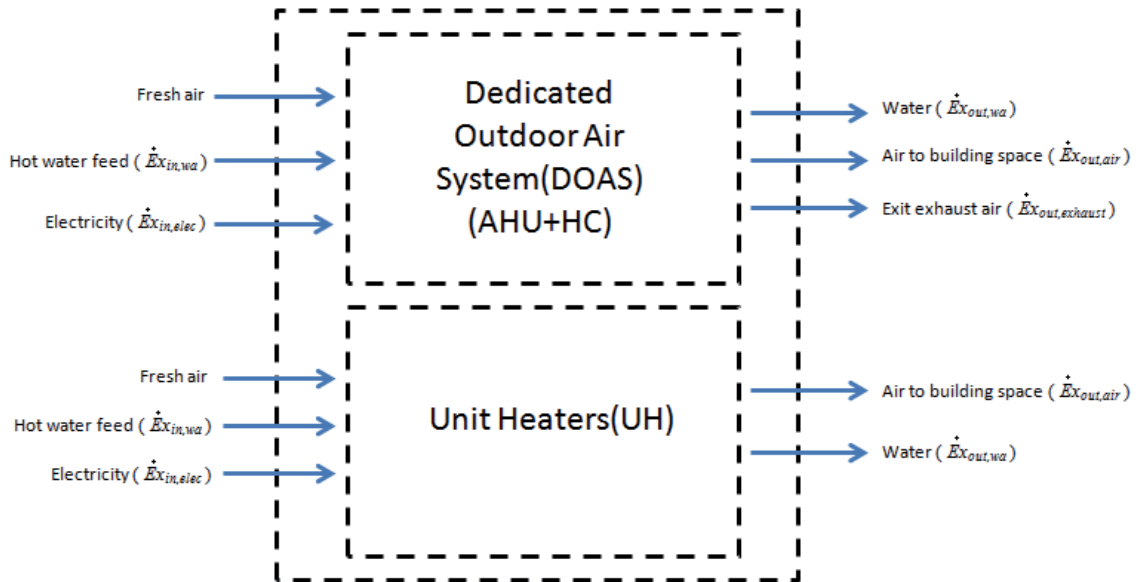 Fresh air
Hot water feed ( Ėx_in,wa)
Electricity ( Ėx_in,elec)
Dedicated
Outdoor Air
System(DOAS)
(AHU+HC)
Water ( Ėx_out,wa)
Air to building space ( Ėx_out,air)
Exit exhaust air ( Ėx_out,exhaust)
Fresh air
Hot water feed ( Ėx_in,wa)
Electricity ( Ėx_in,elec)
Unit Heaters(UH)
Air to building space ( Ėx_out,air)
Water ( Ėx_out,wa)